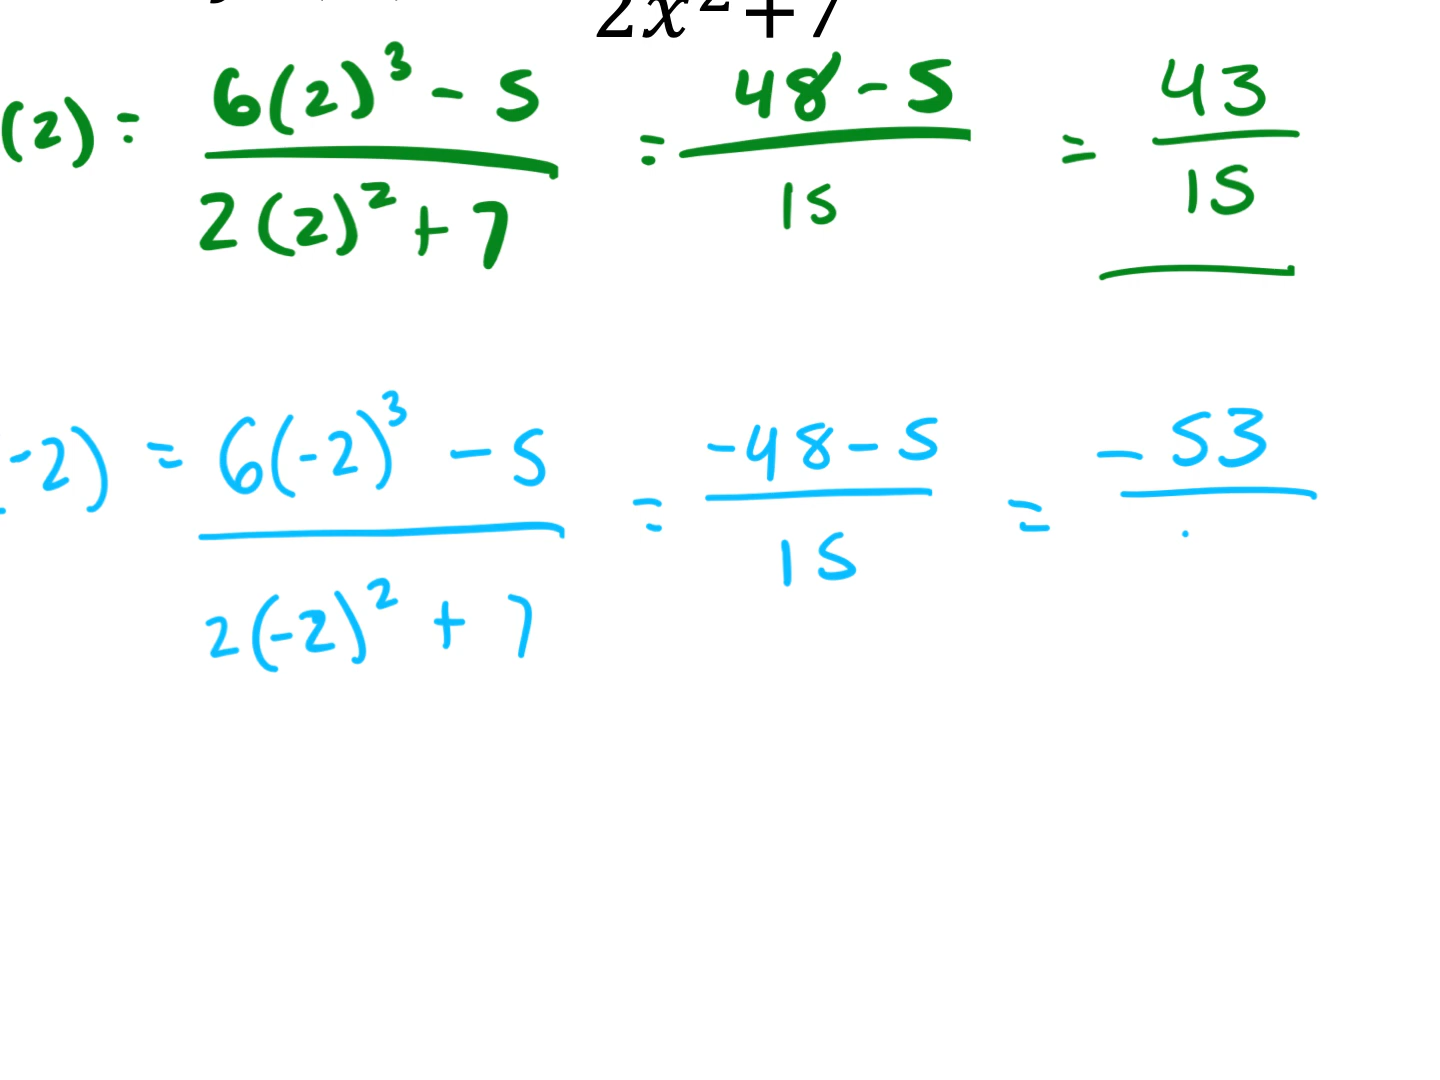 2x²+7
(2) = 6(2)³ - 5 / 2(2)² + 7 = 48 - 5 / 15 = 43 / 15
-2) = 6(-2)³ - 5 / 2(-2)² + 7 = -48 - 5 / 15 = -53